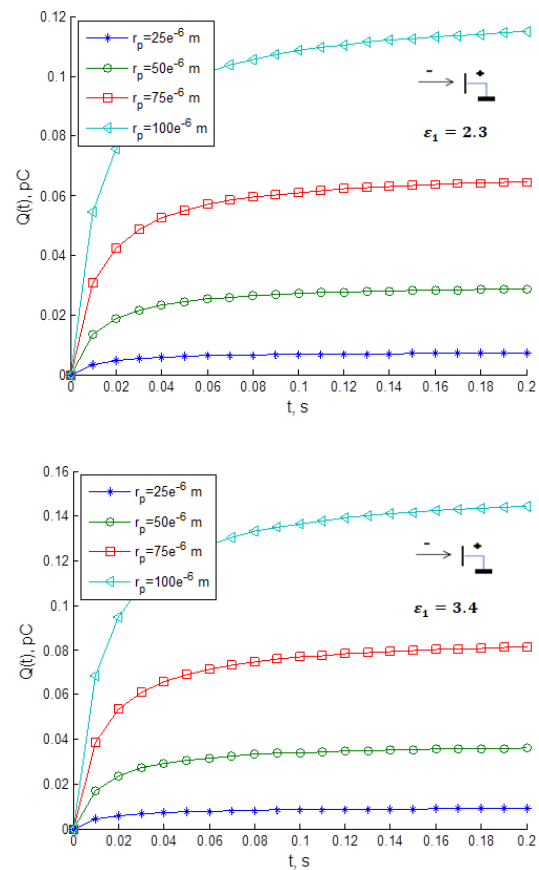 0.12
0.1
0.08
0.06
0.04
0.02
0
Q(t), pC
r_p=25e^-6 m
r_p=50e^-6 m
r_p=75e^-6 m
r_p=100e^-6 m
- +
ε_1 = 2.3
0.02 0.04 0.06 0.08 0.1 0.12 0.14 0.16 0.18 0.2
t, s
0.16
0.14
0.12
0.1
0.08
0.06
0.04
0.02
0
Q(t), pC
r_p=25e^-6 m
r_p=50e^-6 m
r_p=75e^-6 m
r_p=100e^-6 m
- +
ε_1 = 3.4
0.02 0.04 0.06 0.08 0.1 0.12 0.14 0.16 0.18 0.2
t, s